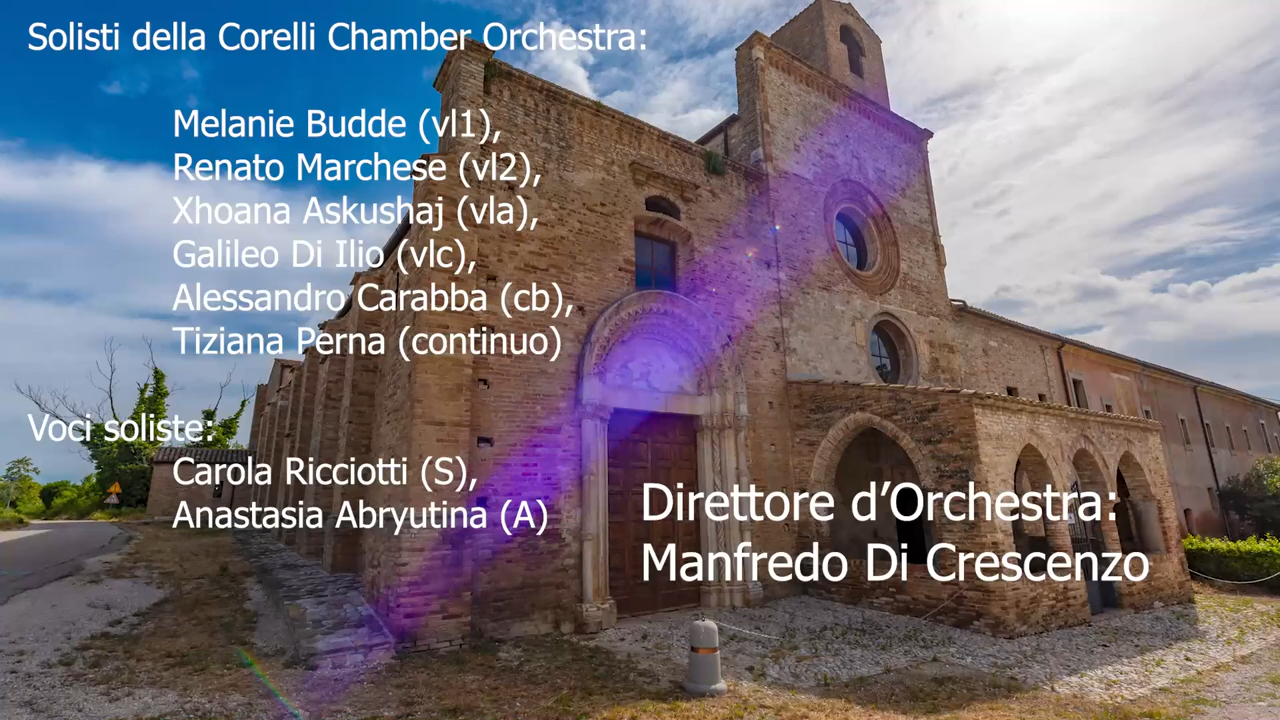 Solisti della Corelli Chamber Orchestra:
Melanie Budde (vl1),
Renato Marchese (vl2),
Xhoana Askushaj (vla),
Galileo Di Ilio (vlc),
Alessandro Carabba (cb),
Tiziana Perna (continuo)
Voci soliste:
Carola Ricciotti (S),
Anastasia Abryutina (A)
Direttore d’Orchestra:
Manfredo Di Crescenzo